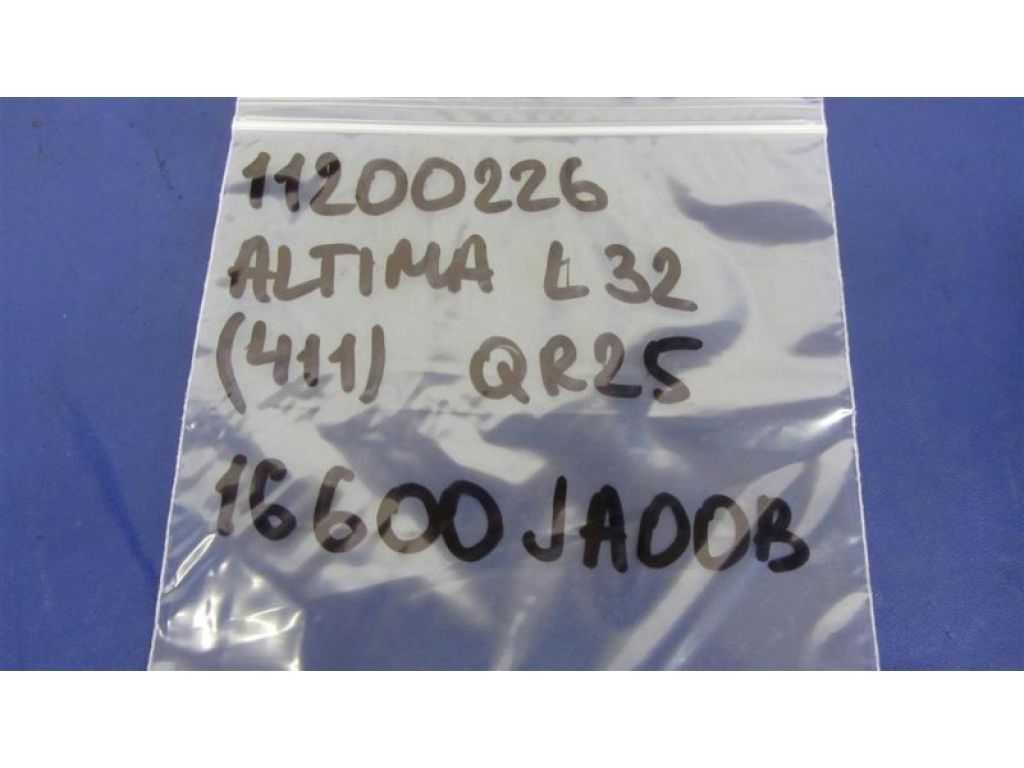 11200226
ALTIMA L32
(411) QR25
16600JA00B